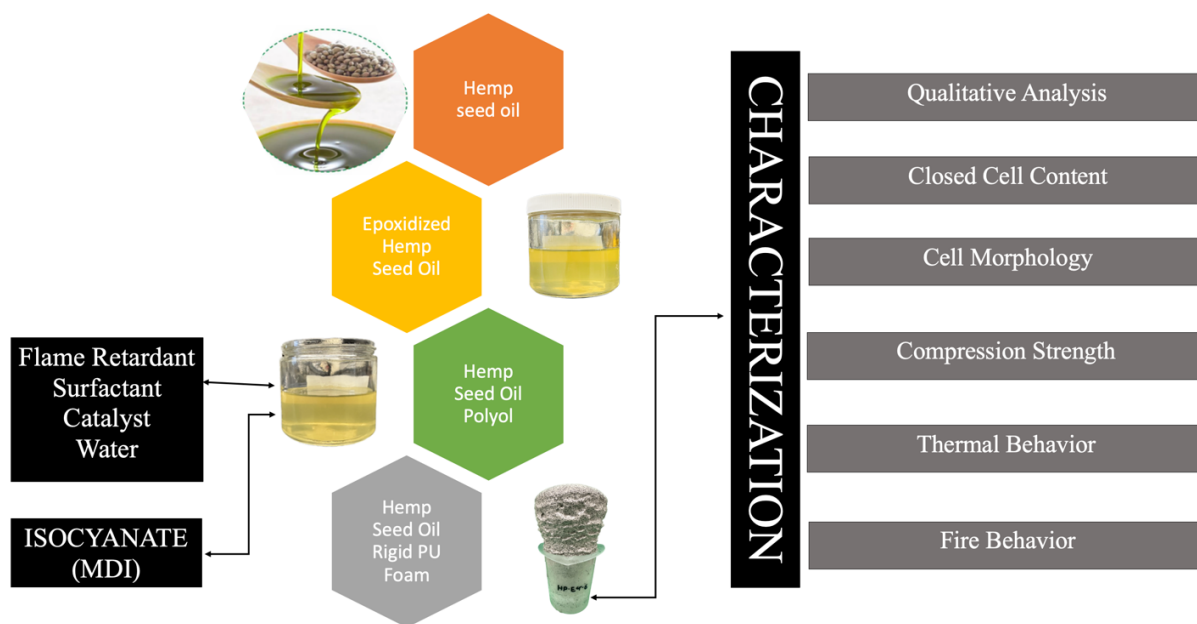 Hemp
seed oil
Epoxidized
Hemp
Seed Oil
Hemp
Seed Oil
Polyol
Hemp
Seed Oil
Rigid PU
Foam
Flame Retardant
Surfactant
Catalyst
Water
ISOCYANATE
(MDI)
CHARACTERIZATION
Qualitative Analysis
Closed Cell Content
Cell Morphology
Compression Strength
Thermal Behavior
Fire Behavior